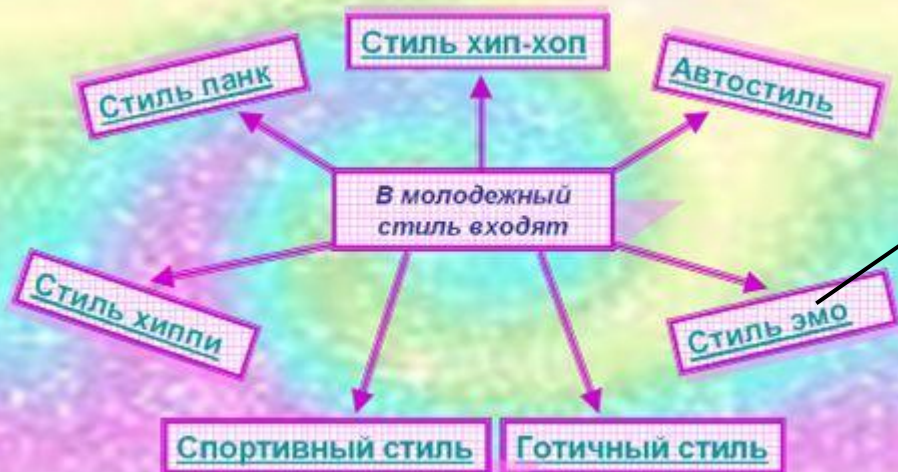 Стиль хип-хоп
Стиль панк
Автостиль
В молодежный
стиль входят
Стиль хиппи
Стиль эмо
Спортивный стиль
Готичный стиль